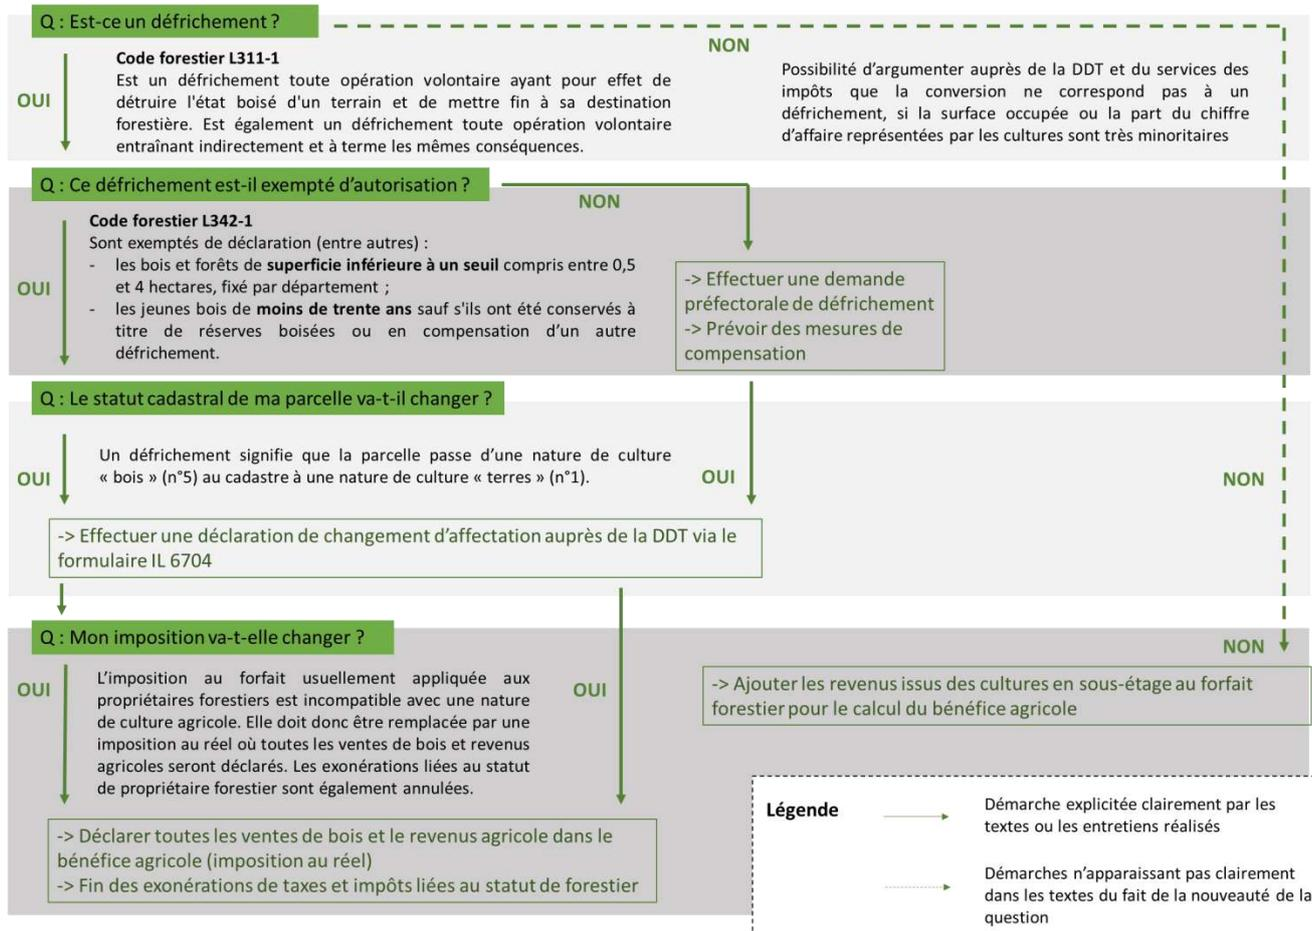 Q : Est-ce un défrichement ?
NON
OUI
Code forestier L311-1
Est un défrichement toute opération volontaire ayant pour effet de
détruire l'état boisé d'un terrain et de mettre fin à sa destination
forestière. Est également un défrichement toute opération volontaire
entraînant indirectement et à terme les mêmes conséquences.
Possibilité d'argumenter auprès de la DDT et du services des
impôts que la conversion ne correspond pas à un
défrichement, si la surface occupée ou la part du chiffre
d'affaire représentées par les cultures sont très minoritaires
Q : Ce défrichement est-il exempté d'autorisation ?
NON
OUI
Code forestier L342-1
Sont exemptés de déclaration (entre autres) :
- les bois et forêts de superficie inférieure à un seuil compris entre 0,5
et 4 hectares, fixé par département ;
- les jeunes bois de moins de trente ans sauf s'ils ont été conservés à
titre de réserves boisées ou en compensation d'un autre
défrichement.
-> Effectuer une demande
préfectorale de défrichement
-> Prévoir des mesures de
compensation
Q : Le statut cadastral de ma parcelle va-t-il changer ?
OUI
Un défrichement signifie que la parcelle passe d'une nature de culture
« bois » (n°5) au cadastre à une nature de culture « terres » (n°1).
OUI
NON
-> Effectuer une déclaration de changement d'affectation auprès de la DDT via le
formulaire IL 6704
Q : Mon imposition va-t-elle changer ?
OUI
L'imposition au forfait usuellement appliquée aux
propriétaires forestiers est incompatible avec une nature
de culture agricole. Elle doit donc être remplacée par une
imposition au réel où toutes les ventes de bois et revenus
agricoles seront déclarés. Les exonérations liées au statut
de propriétaire forestier sont également annulées.
OUI
NON
-> Ajouter les revenus issus des cultures en sous-étage au forfait
forestier pour le calcul du bénéfice agricole
-> Déclarer toutes les ventes de bois et le revenus agricole dans le
bénéfice agricole (imposition au réel)
-> Fin des exonérations de taxes et impôts liées au statut de forestier
Légende
Démarche explicitée clairement par les
textes ou les entretiens réalisés
Démarches n'apparaissant pas clairement
dans les textes du fait de la nouveauté de la
question